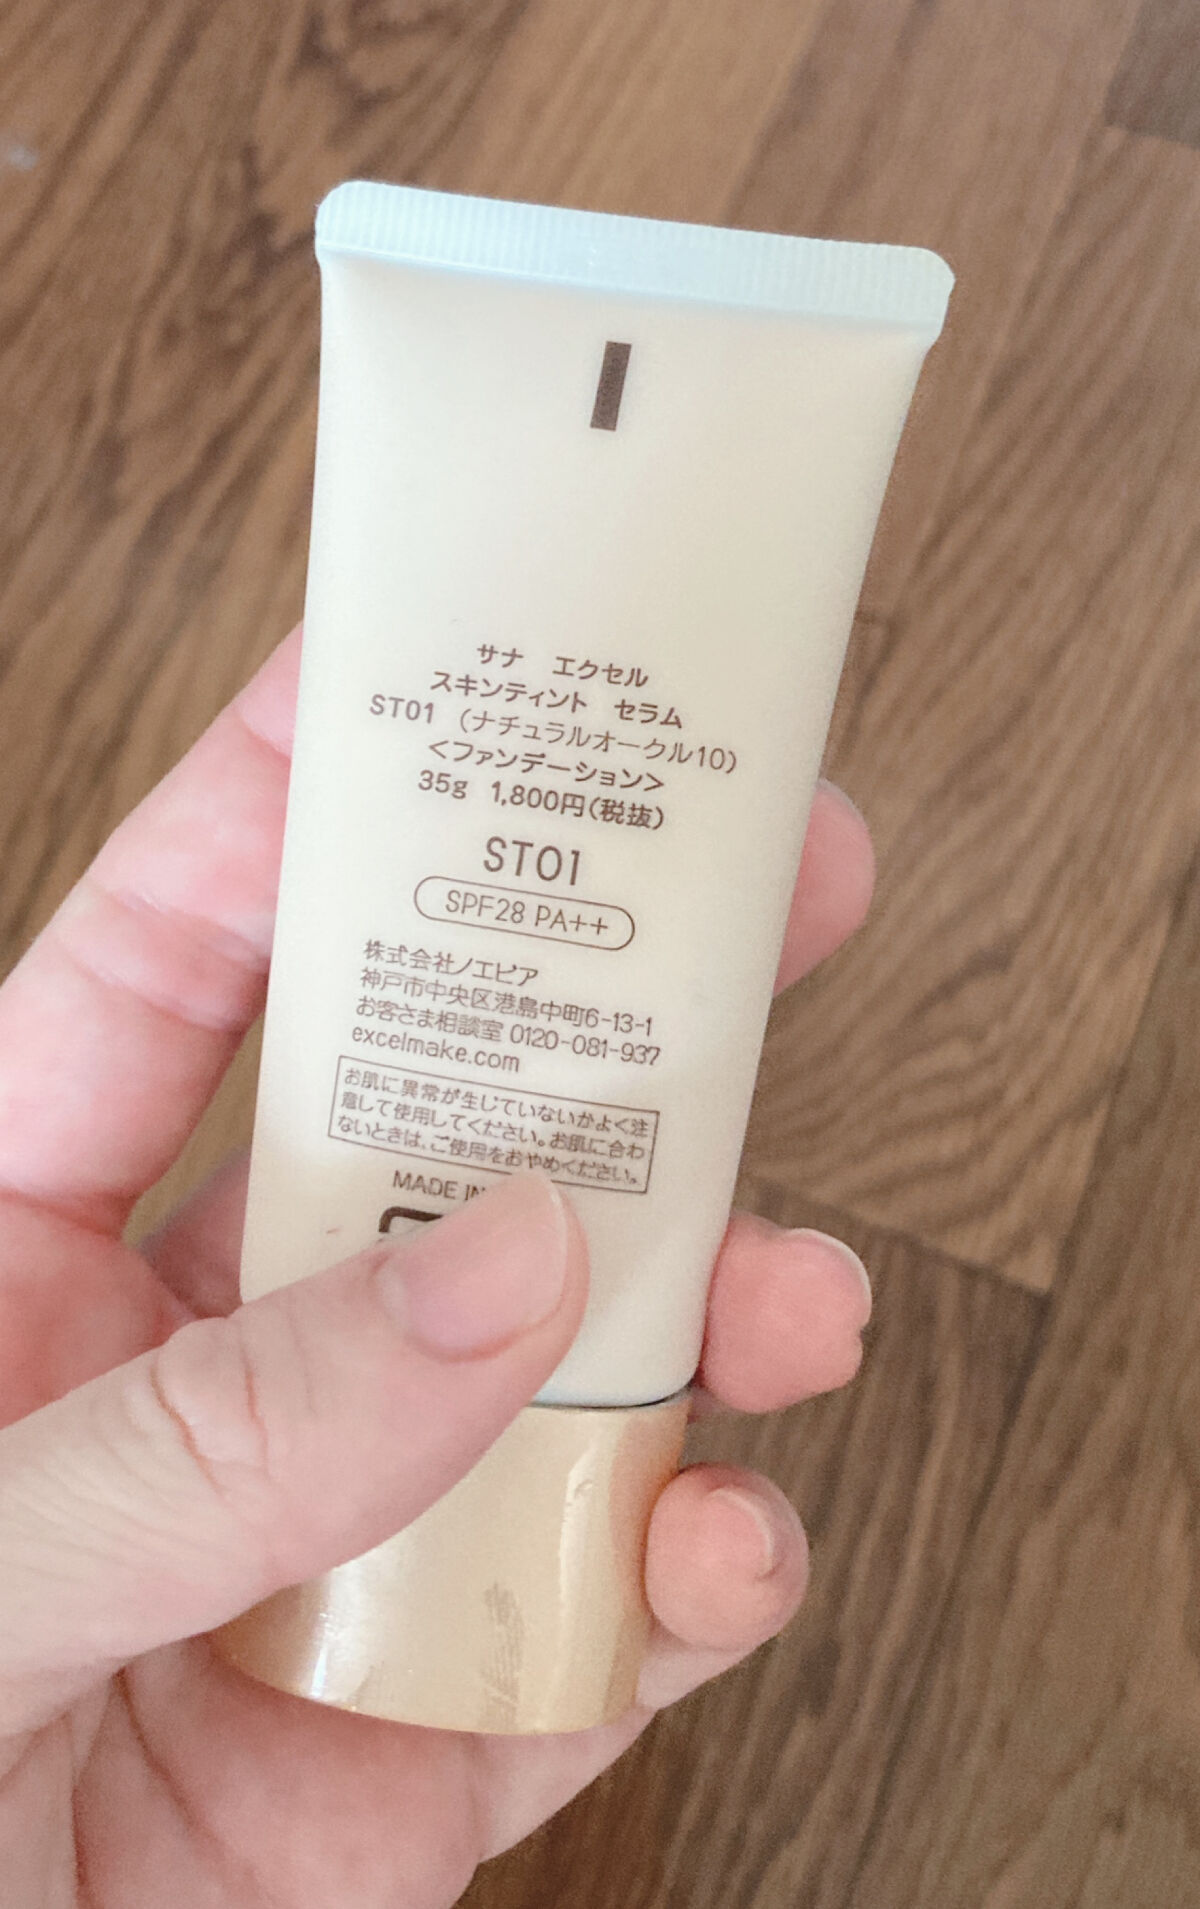 サナ エクセル
スキンティント セラム
ST01 (ナチュラルオークル10)
<ファンデーション>
35g 1,800円(税抜)
ST01
SPF28 PA++
株式会社ノエビア
神戸市中央区港島中町6-13-1
お客さま相談室 0120-081-937
excelmake.com
お肌に異常が生じていないかよく注
意して使用してください。お肌に合わ
ないときは、ご使用をおやめください。
MADE IN